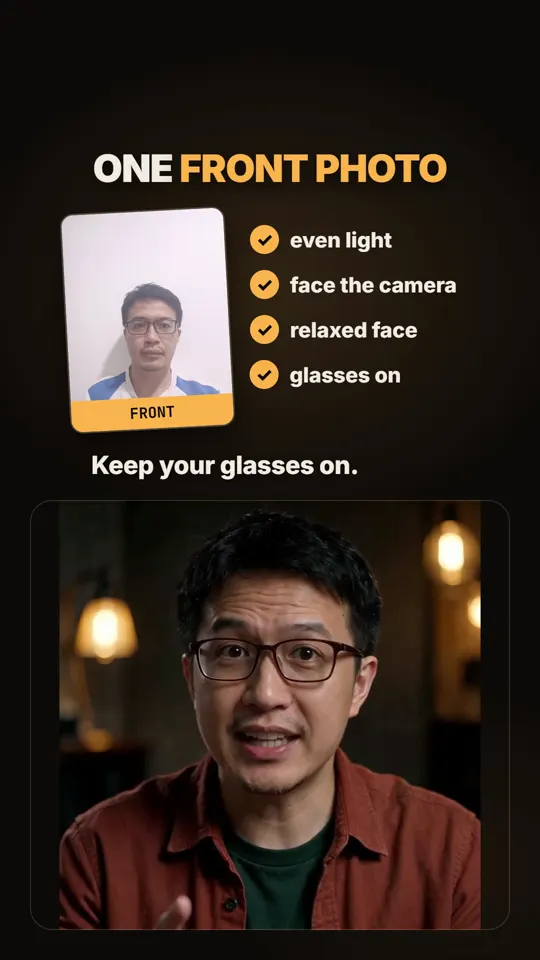 ONE FRONT PHOTO
even light
face the camera
relaxed face
glasses on
FRONT
Keep your glasses on.